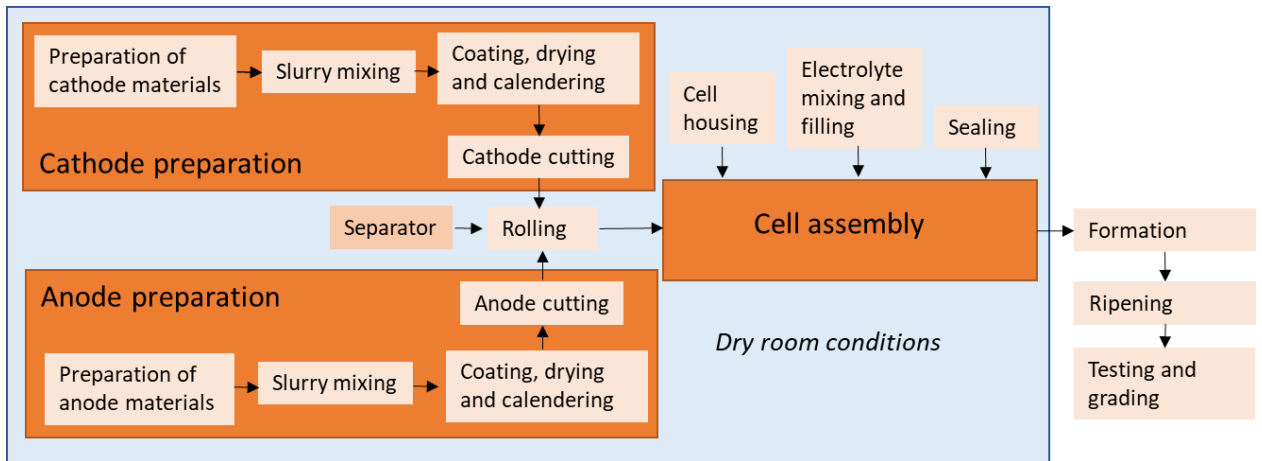 Preparation of
cathode materials
Slurry mixing
Coating, drying
and calendering
Cathode preparation
Cathode cutting
Cell
housing
Electrolyte
mixing and
filling
Sealing
Separator
Rolling
Cell assembly
Formation
Anode preparation
Anode cutting
Ripening
Dry room conditions
Preparation of
anode materials
Slurry mixing
Coating, drying
and calendering
Testing and
grading